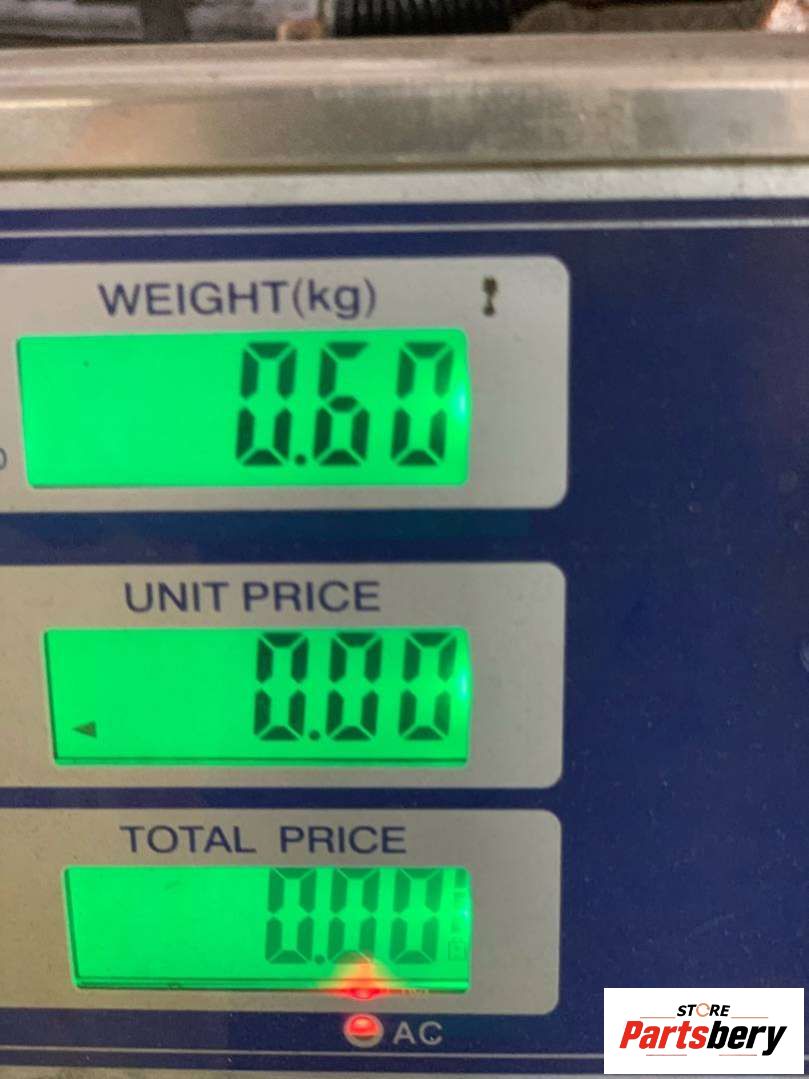 WEIGHT(kg)
0.60
UNIT PRICE
0.00
TOTAL PRICE
0.00
AC
STORE
Partsbery